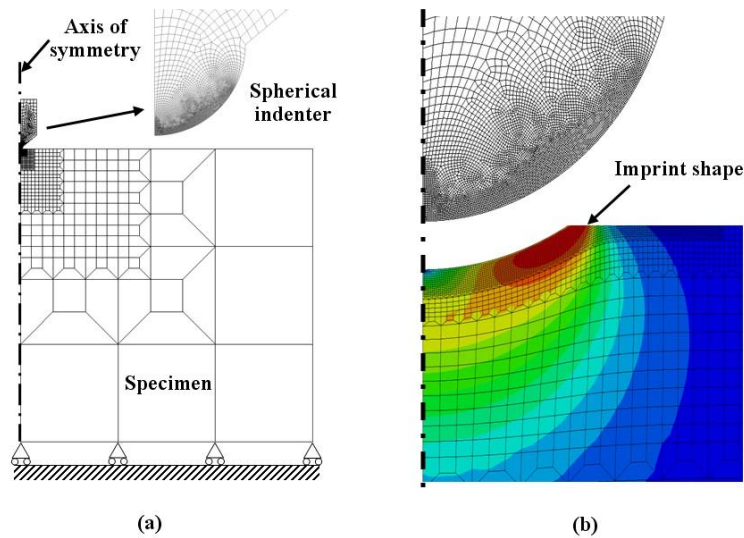 Axis of
symmetry
Spherical
indenter
Specimen
(a)
Imprint shape
(b)